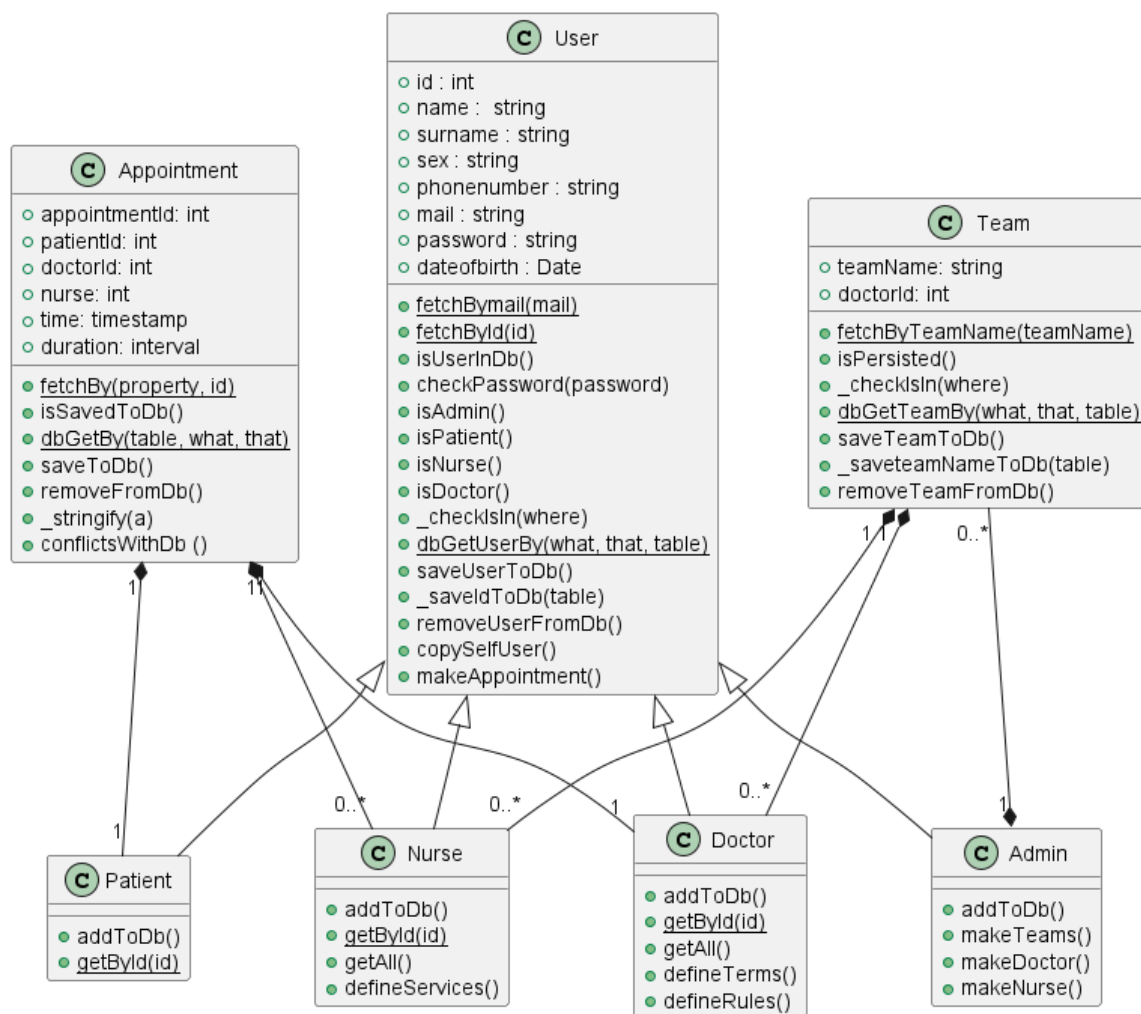 C User
id : int
name :  string
surname : string
sex : string
phonenumber : string
mail : string
password : string
dateofbirth : Date
fetchBymail(mail)
fetchById(id)
isUserInDb()
checkPassword(password)
isAdmin()
isPatient()
isNurse()
isDoctor()
_checkIsIn(where)
dbGetUserBy(what, that, table)
saveUserToDb()
_saveIdToDb(table)
removeUserFromDb()
copySelfUser()
makeAppointment()
C Appointment
appointmentId: int
patientId: int
doctorId: int
nurse: int
time: timestamp
duration: interval
fetchBy(property, id)
isSavedToDb()
dbGetBy(table, what, that)
saveToDb()
removeFromDb()
_stringify(a)
conflictsWithDb ()
C Team
teamName: string
doctorId: int
fetchByTeamName(teamName)
isPersisted()
_checkIsIn(where)
dbGetTeamBy(what, that, table)
saveTeamToDb()
_saveteamNameToDb(table)
removeTeamFromDb()
1
1
1
1
1
0..*
1
0..*
1
0..*
0..*
1
C Patient
addToDb()
getById(id)
C Nurse
addToDb()
getById(id)
getAll()
defineServices()
C Doctor
addToDb()
getById(id)
getAll()
defineTerms()
defineRules()
C Admin
addToDb()
makeTeams()
makeDoctor()
makeNurse()